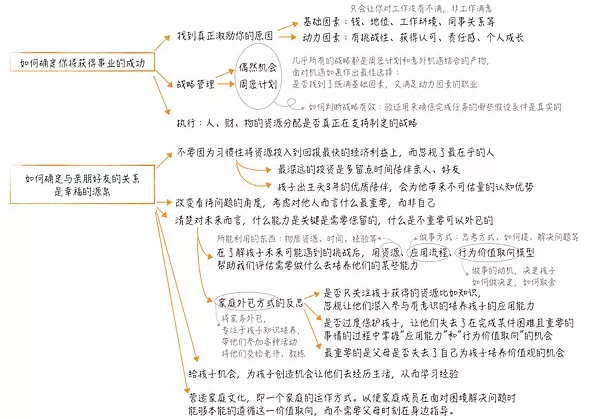 只会让你对工作没有不满，非工作满意
基础因素：钱、地位、工作环境、同事关系等
找到真正激励你的原因
动力因素：有挑战性、获得认可、责任感、个人成长
如何确定你将获得事业的成功
偶然机会
周密计划
战略管理
几乎所有的战略都是周密计划和意外机遇结合的产物，
面对机遇如果作出最佳选择：
是否找到了既满基础因素，又满足动力因素的职业
如何判断战略有效：验证用来确保完成任务的哪些假设条件是真实的
执行：人、财、物的资源分配是否真正在支持制定的战略
不要因为习惯性将资源投入到回报最快的经济利益上，而忽视了最在乎的人
最深远的投资是多留点时间陪伴亲人、好友
孩子出生头3年的优质陪伴，会为他带来不可估量的认知优势
如何确定与亲朋好友的关系
是幸福的源泉
改变看待问题的角度，考虑对他人而言什么最重要，而非自己
清楚对未来而言，什么能力是关键是需要保留的，什么是不重要可以外包的
所能利用的东西：物质资源、时间、经验等
做事方式：思考方式、如何提、解决问题等
在了解孩子未来可能遇到的挑战后，用资源、应用流程、行为价值取向模型
帮助我们评估需要做什么去培养他们的某些能力
做事的动机，决定孩子
如何做决定，如何取舍
家庭外包方式的反思
将家务外包，
专注于孩子知识培养，
带他们参加各种活动
将他们交给老师、教练
是否只关注孩子获得的资源比如知识，
忽视让他们深入参与有意识的培养孩子的应用能力
是否过度保护孩子，让他们失去了在完成某件困难且重要的
事情的过程中掌握"应用能力"和"行为价值取向"的机会
最重要的是父母是否失去了自己为孩子培养价值观的机会
给孩子机会，为孩子创造机会让他们去经历生活，从而学习经验
营造家庭文化，即一个家庭的运作方式。以便家庭成员在面对困境解决问题时
能够本能的遵循这一价值取向，而不需要父母时刻在身边指导。